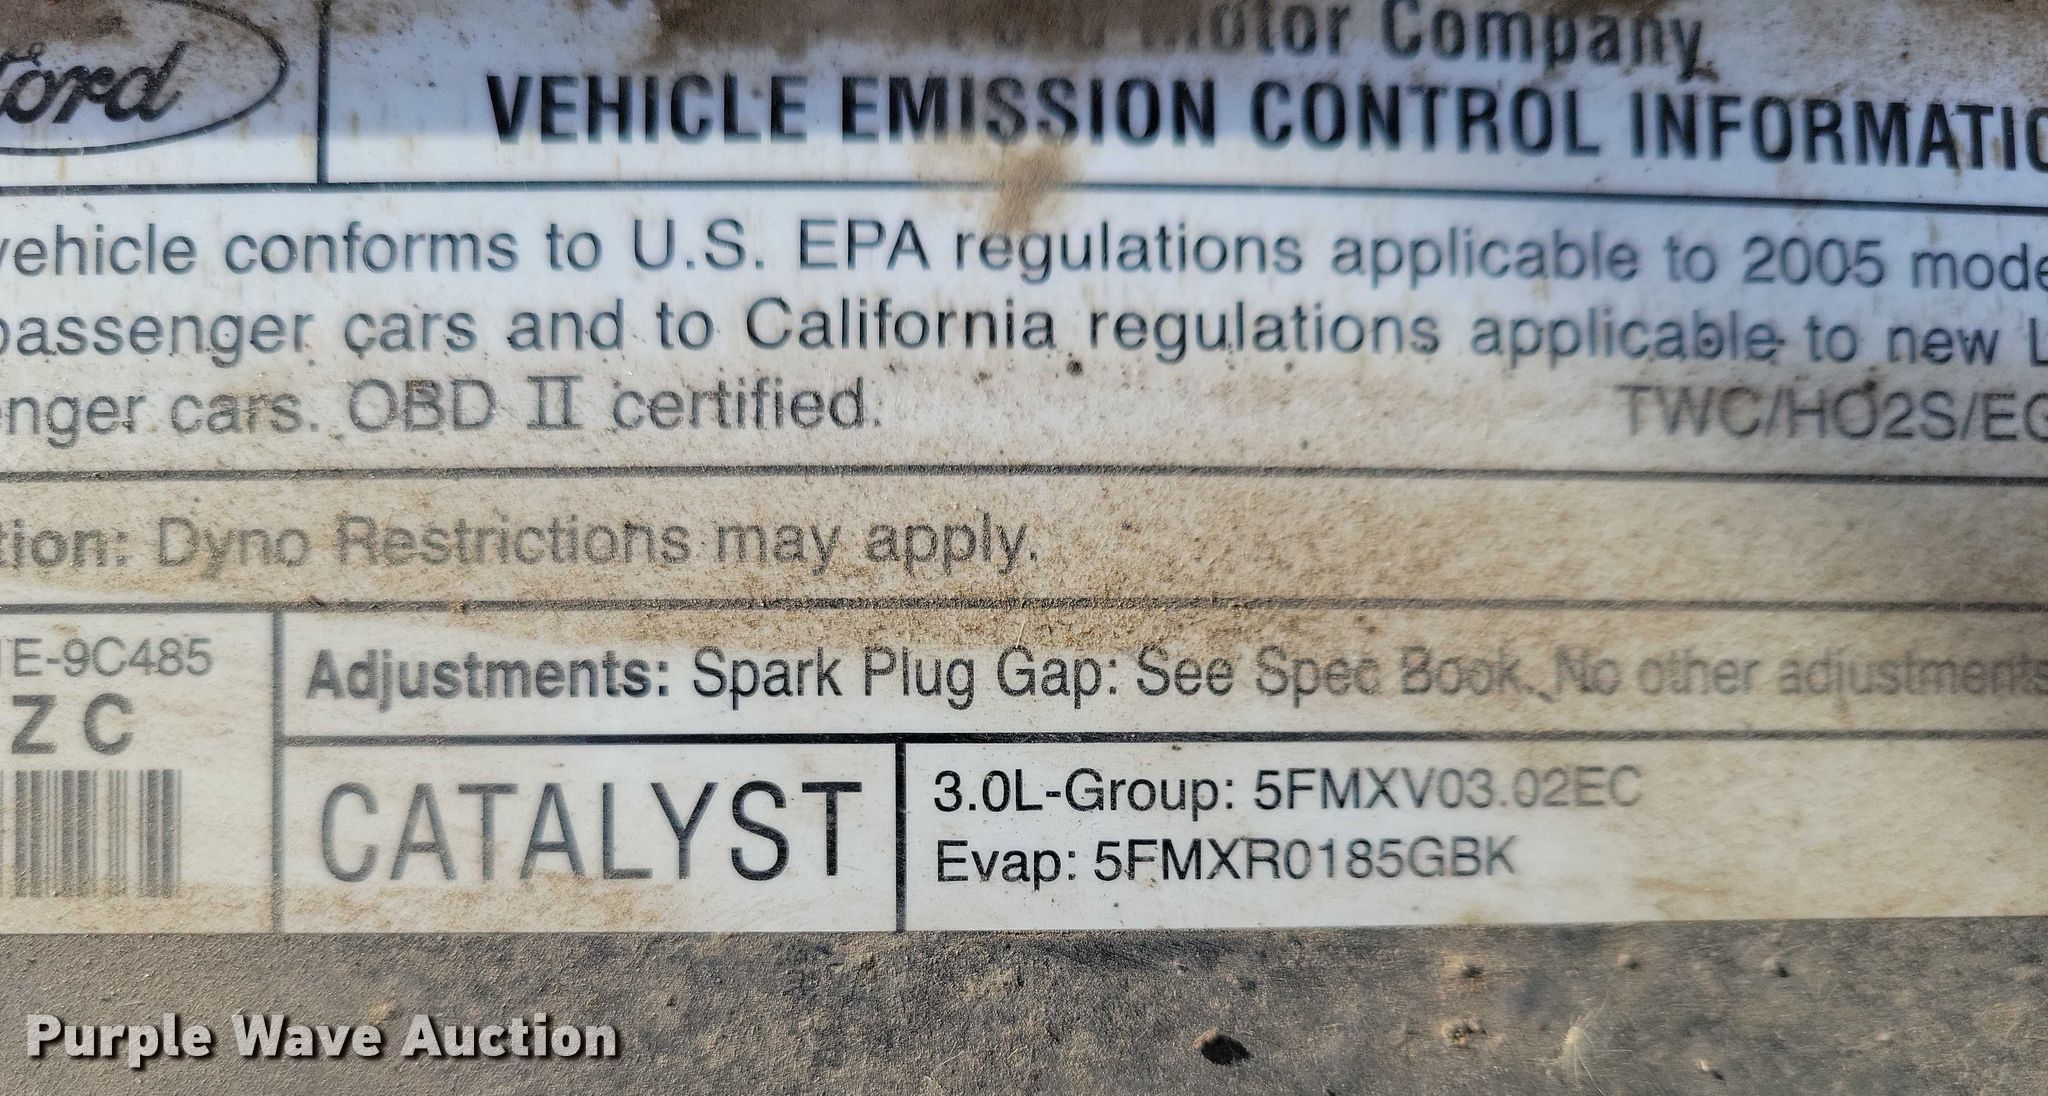 Ford
Motor Company
VEHICLE EMISSION CONTROL INFORMATIO
vehicle conforms to U.S. EPA regulations applicable to 2005 mode
passenger cars and to California regulations applicable to new L
enger cars. OBD II certified.
TWC/HO2S/EG
tion: Dyno Restrictions may apply.
E-9C485
Z C
Adjustments: Spark Plug Gap: See Spec Book. No other adjustments
CATALYST
3.0L-Group: 5FMXV03.02EC
Evap: 5FMXR0185GBK
Purple Wave Auction